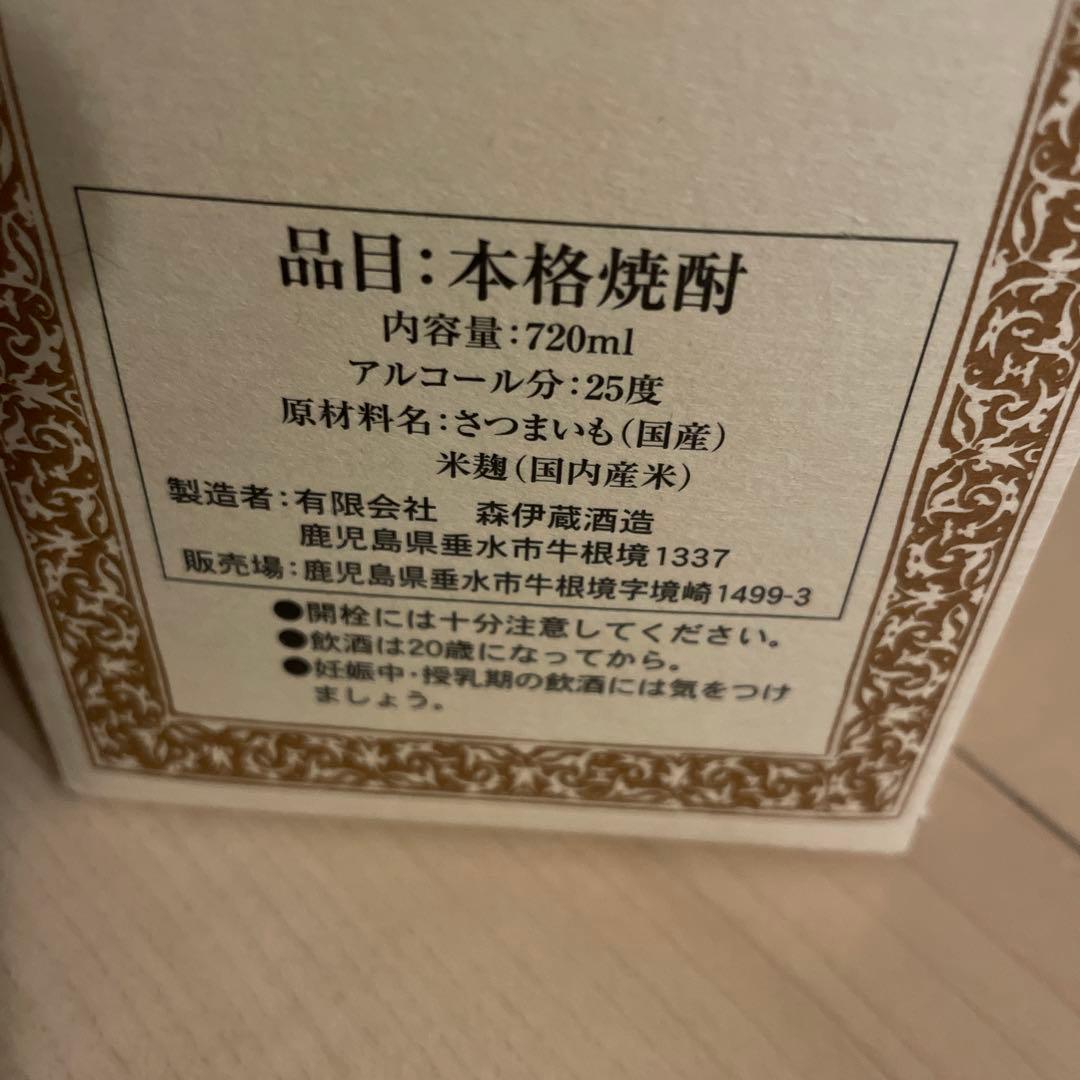 品目：本格焼酎
内容量：720ml
アルコール分：25度
原材料名：さつまいも（国産）
米麹（国内産米）
製造者：有限会社　森伊蔵酒造
鹿児島県垂水市牛根境1337
販売場：鹿児島県垂水市牛根境字境崎1499-3
●開栓には十分注意してください。
●飲酒は20歳になってから。
●妊娠中・授乳期の飲酒には気をつけ
ましょう。